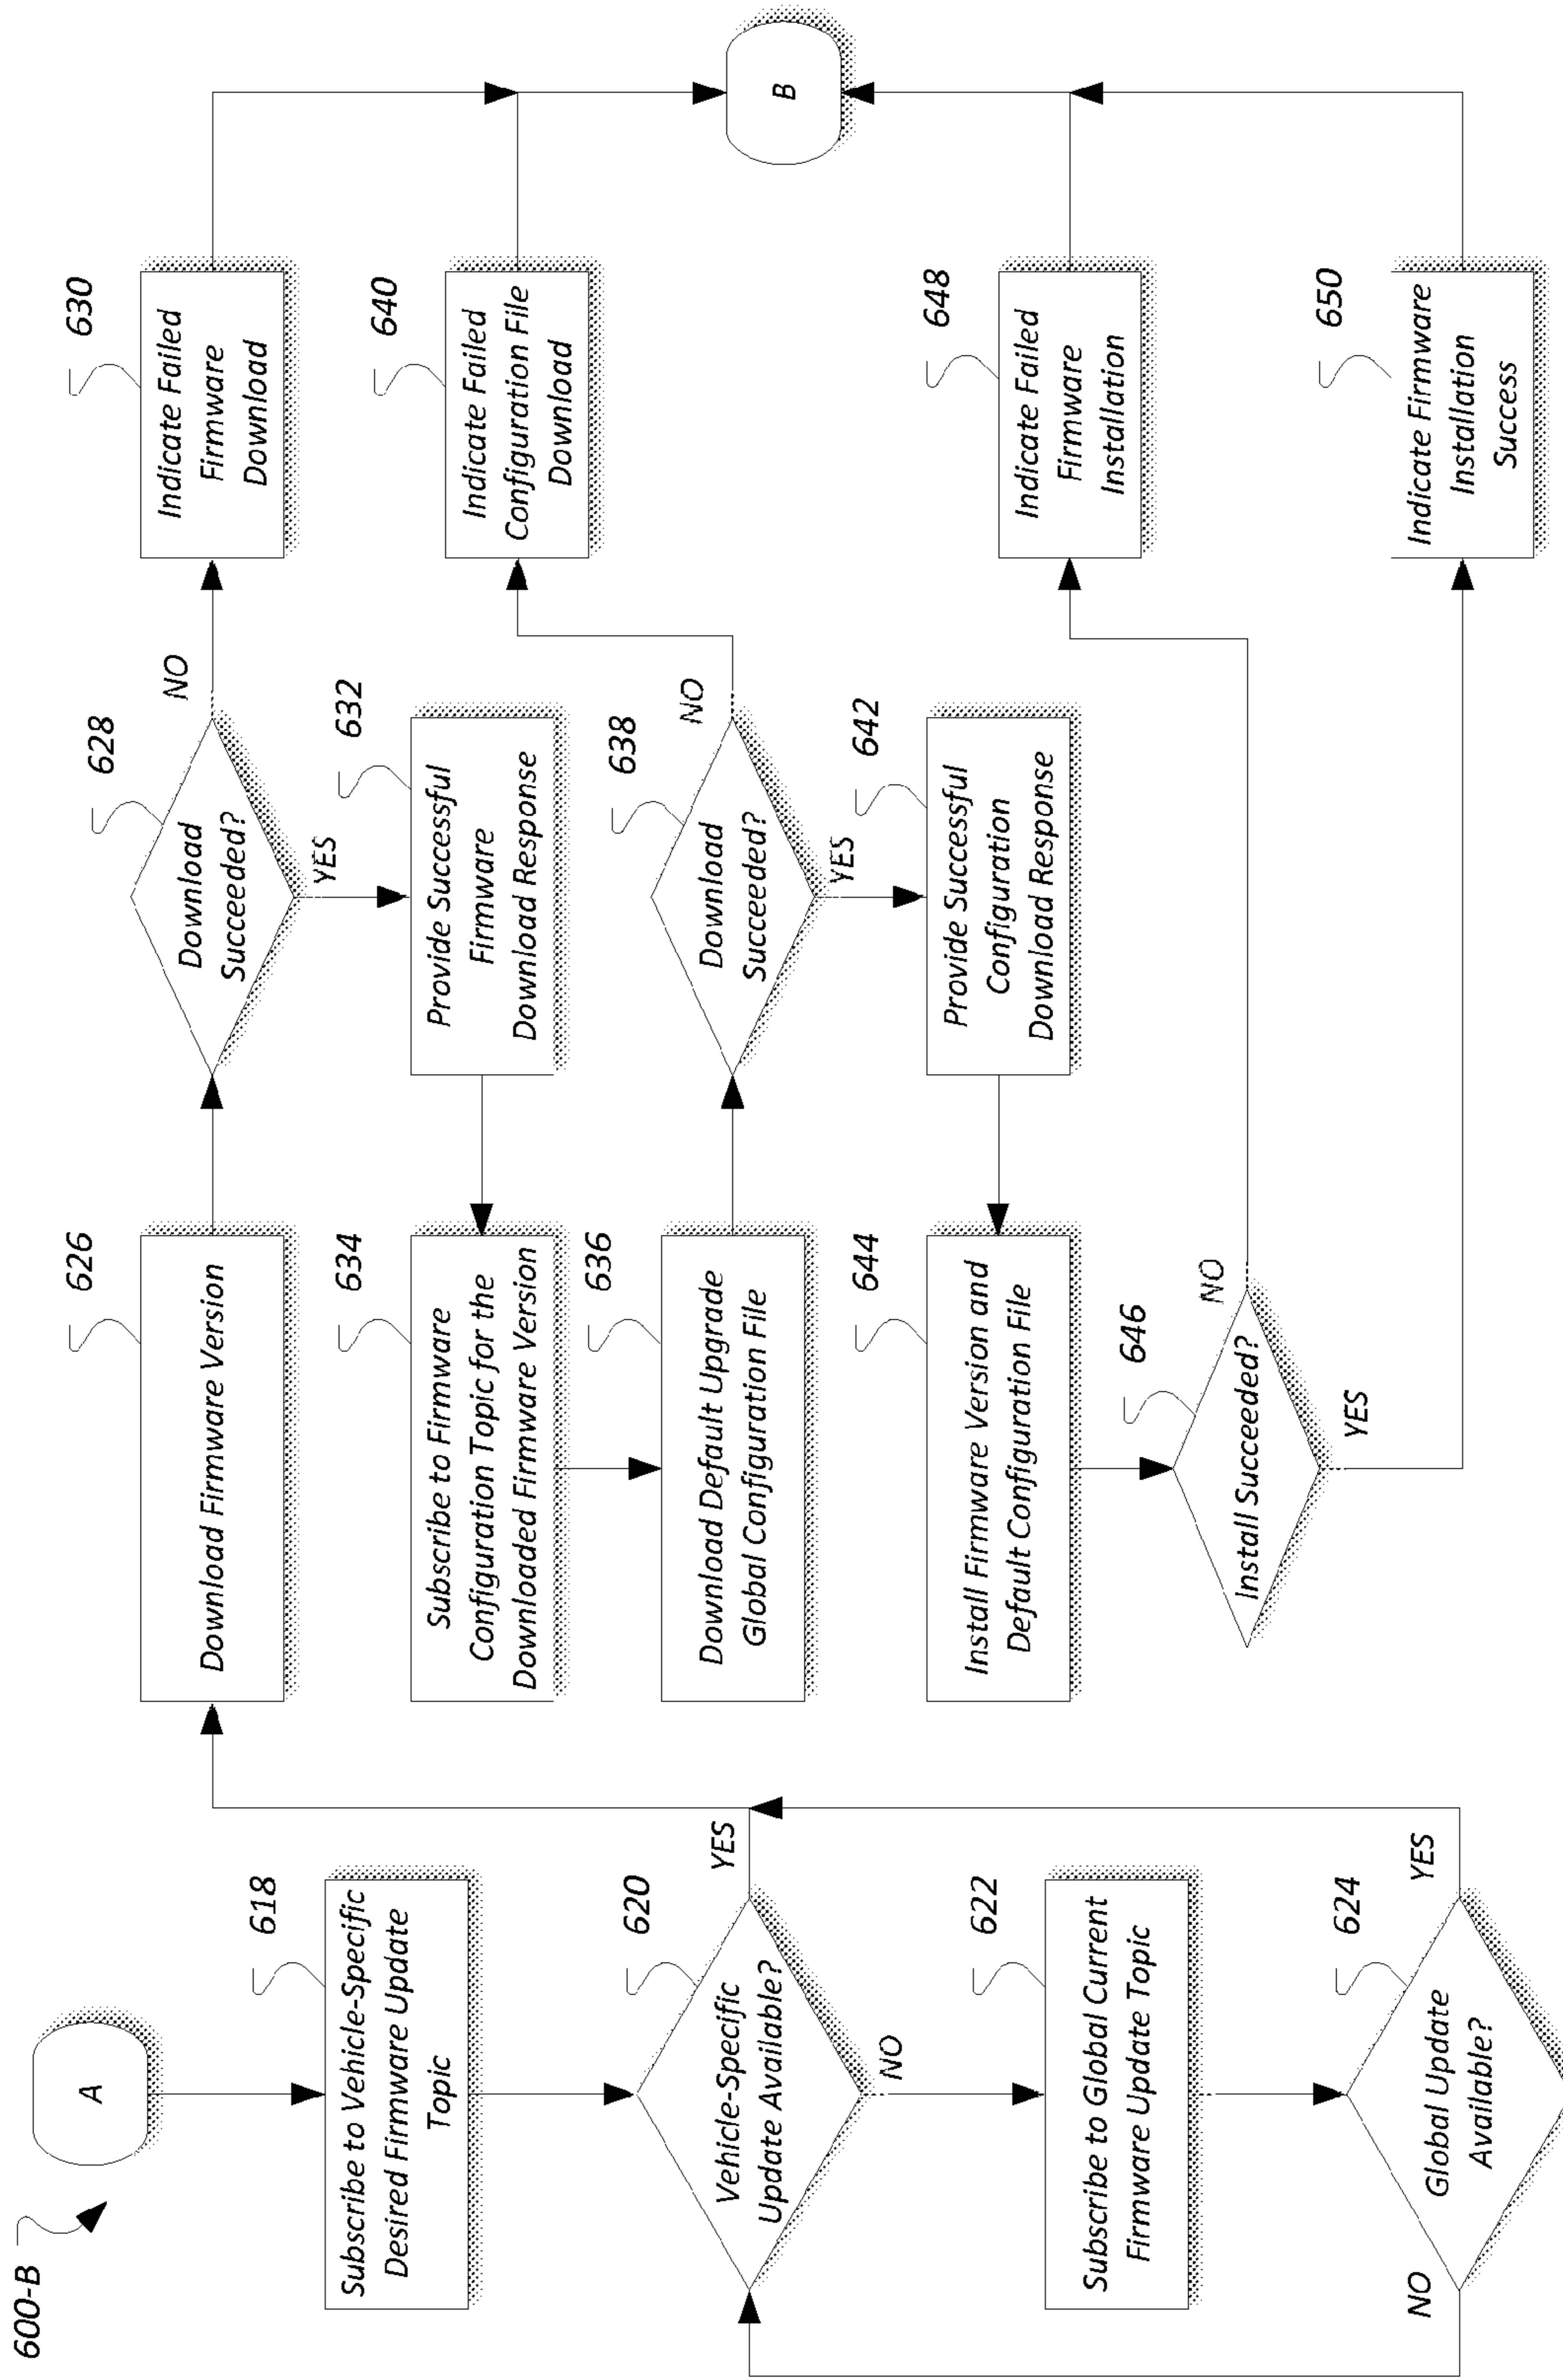 600-B
A
618
Subscribe to Vehicle-Specific
Desired Firmware Update
Topic
620
Vehicle-Specific
Update Available?
YES
NO
622
Subscribe to Global Current
Firmware Update Topic
624
Global Update
Available?
YES
NO
626
Download Firmware Version
628
Download
Succeeded?
NO
YES
630
Indicate Failed
Firmware
Download
632
Provide Successful
Firmware
Download Response
634
Subscribe to Firmware
Configuration Topic for the
Downloaded Firmware Version
636
Download Default Upgrade
Global Configuration File
638
Download
Succeeded?
NO
YES
640
Indicate Failed
Configuration File
Download
642
Provide Successful
Configuration
Download Response
644
Install Firmware Version and
Default Configuration File
646
Install Succeeded?
NO
YES
648
Indicate Failed
Firmware
Installation
650
Indicate Firmware
Installation
Success
B